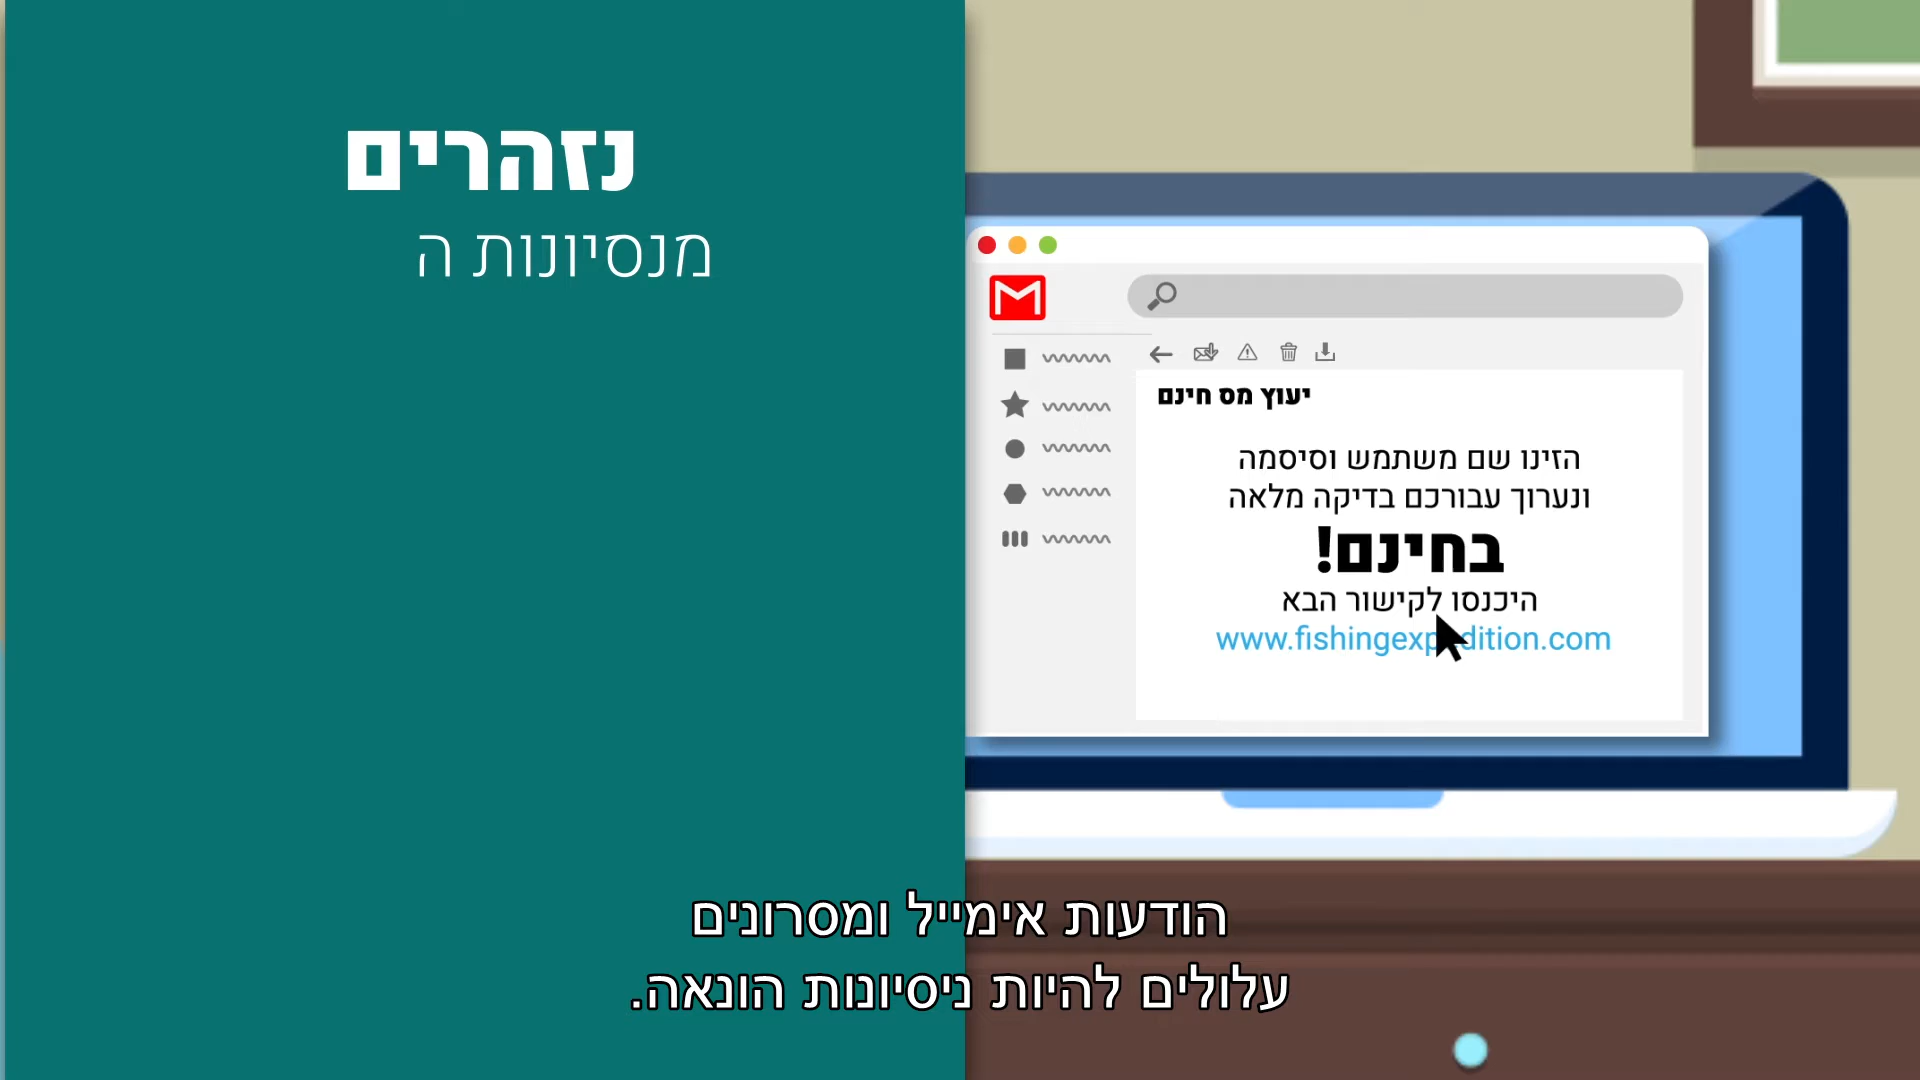 נזהרים
מנסיונות ה
יעוץ מס חינם
הזינו שם משתמש וסיסמה
ונערוך עבורכם בדיקה מלאה
בחינם!
היכנסו לקישור הבא
www.fishingexpedition.com
הודעות אימייל ומסרונים
עלולים להיות ניסיונות הונאה.